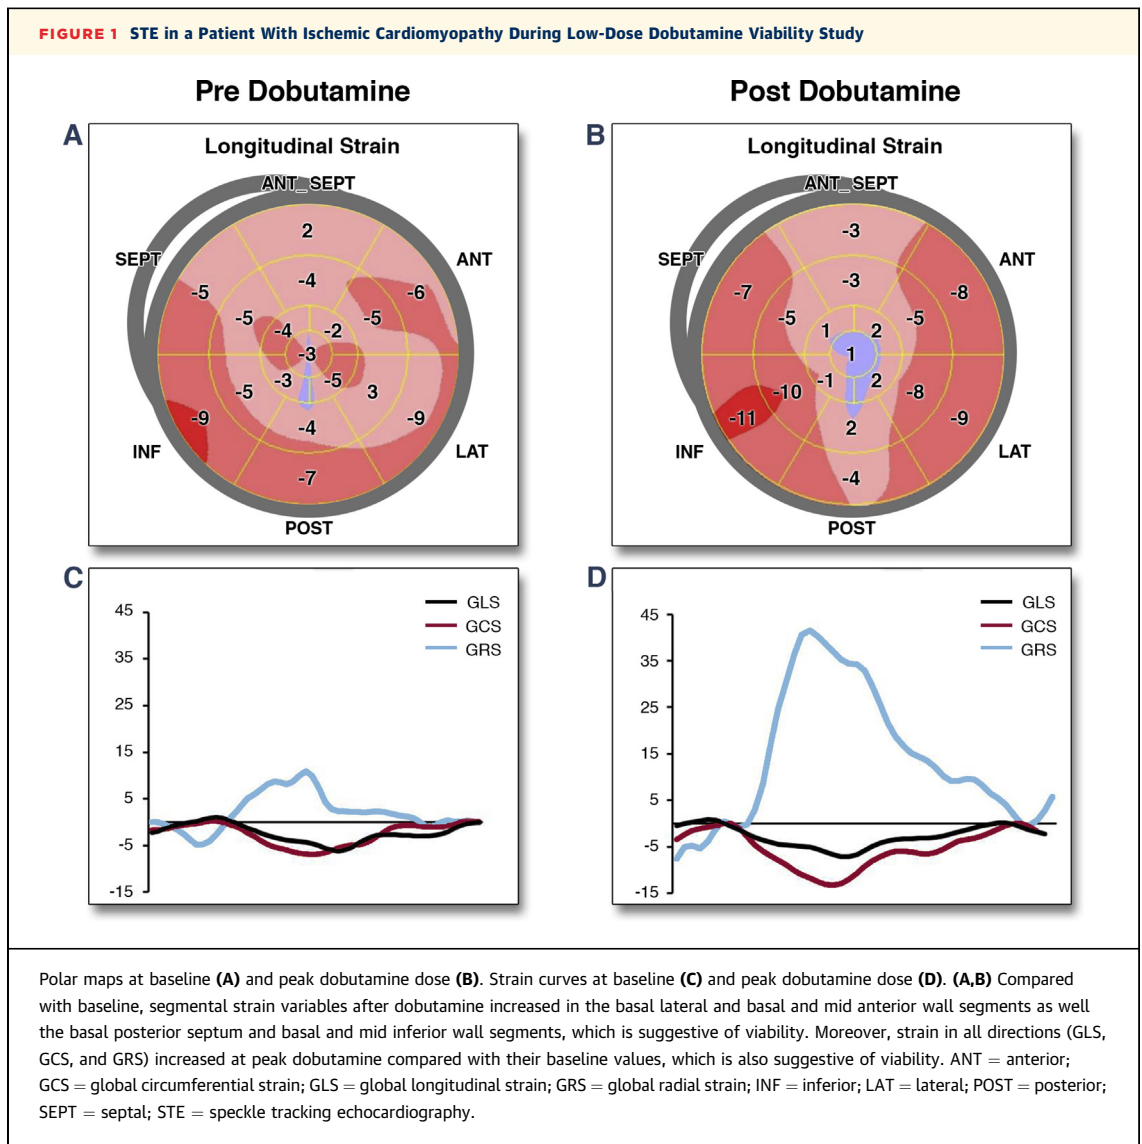 FIGURE 1 STE in a Patient With Ischemic Cardiomyopathy During Low-Dose Dobutamine Viability Study
Pre Dobutamine
Post Dobutamine
A
Longitudinal Strain
ANT_SEPT
SEPT
ANT
INF
LAT
POST
2
-4
-5
-6
-5
-5
-4
-2
-3
-3
-5
-5
3
-9
-9
-4
-7
B
Longitudinal Strain
ANT_SEPT
SEPT
ANT
INF
LAT
POST
-3
-3
-7
-8
-5
-5
1
2
1
-1
2
-10
-8
-11
-9
2
-4
C
45
35
25
15
5
-5
-15
GLS
GCS
GRS
D
45
35
25
15
5
-5
-15
GLS
GCS
GRS
Polar maps at baseline (A) and peak dobutamine dose (B). Strain curves at baseline (C) and peak dobutamine dose (D). (A,B) Compared
with baseline, segmental strain variables after dobutamine increased in the basal lateral and basal and mid anterior wall segments as well
the basal posterior septum and basal and mid inferior wall segments, which is suggestive of viability. Moreover, strain in all directions (GLS,
GCS, and GRS) increased at peak dobutamine compared with their baseline values, which is also suggestive of viability. ANT = anterior;
GCS = global circumferential strain; GLS = global longitudinal strain; GRS = global radial strain; INF = inferior; LAT = lateral; POST = posterior;
SEPT = septal; STE = speckle tracking echocardiography.